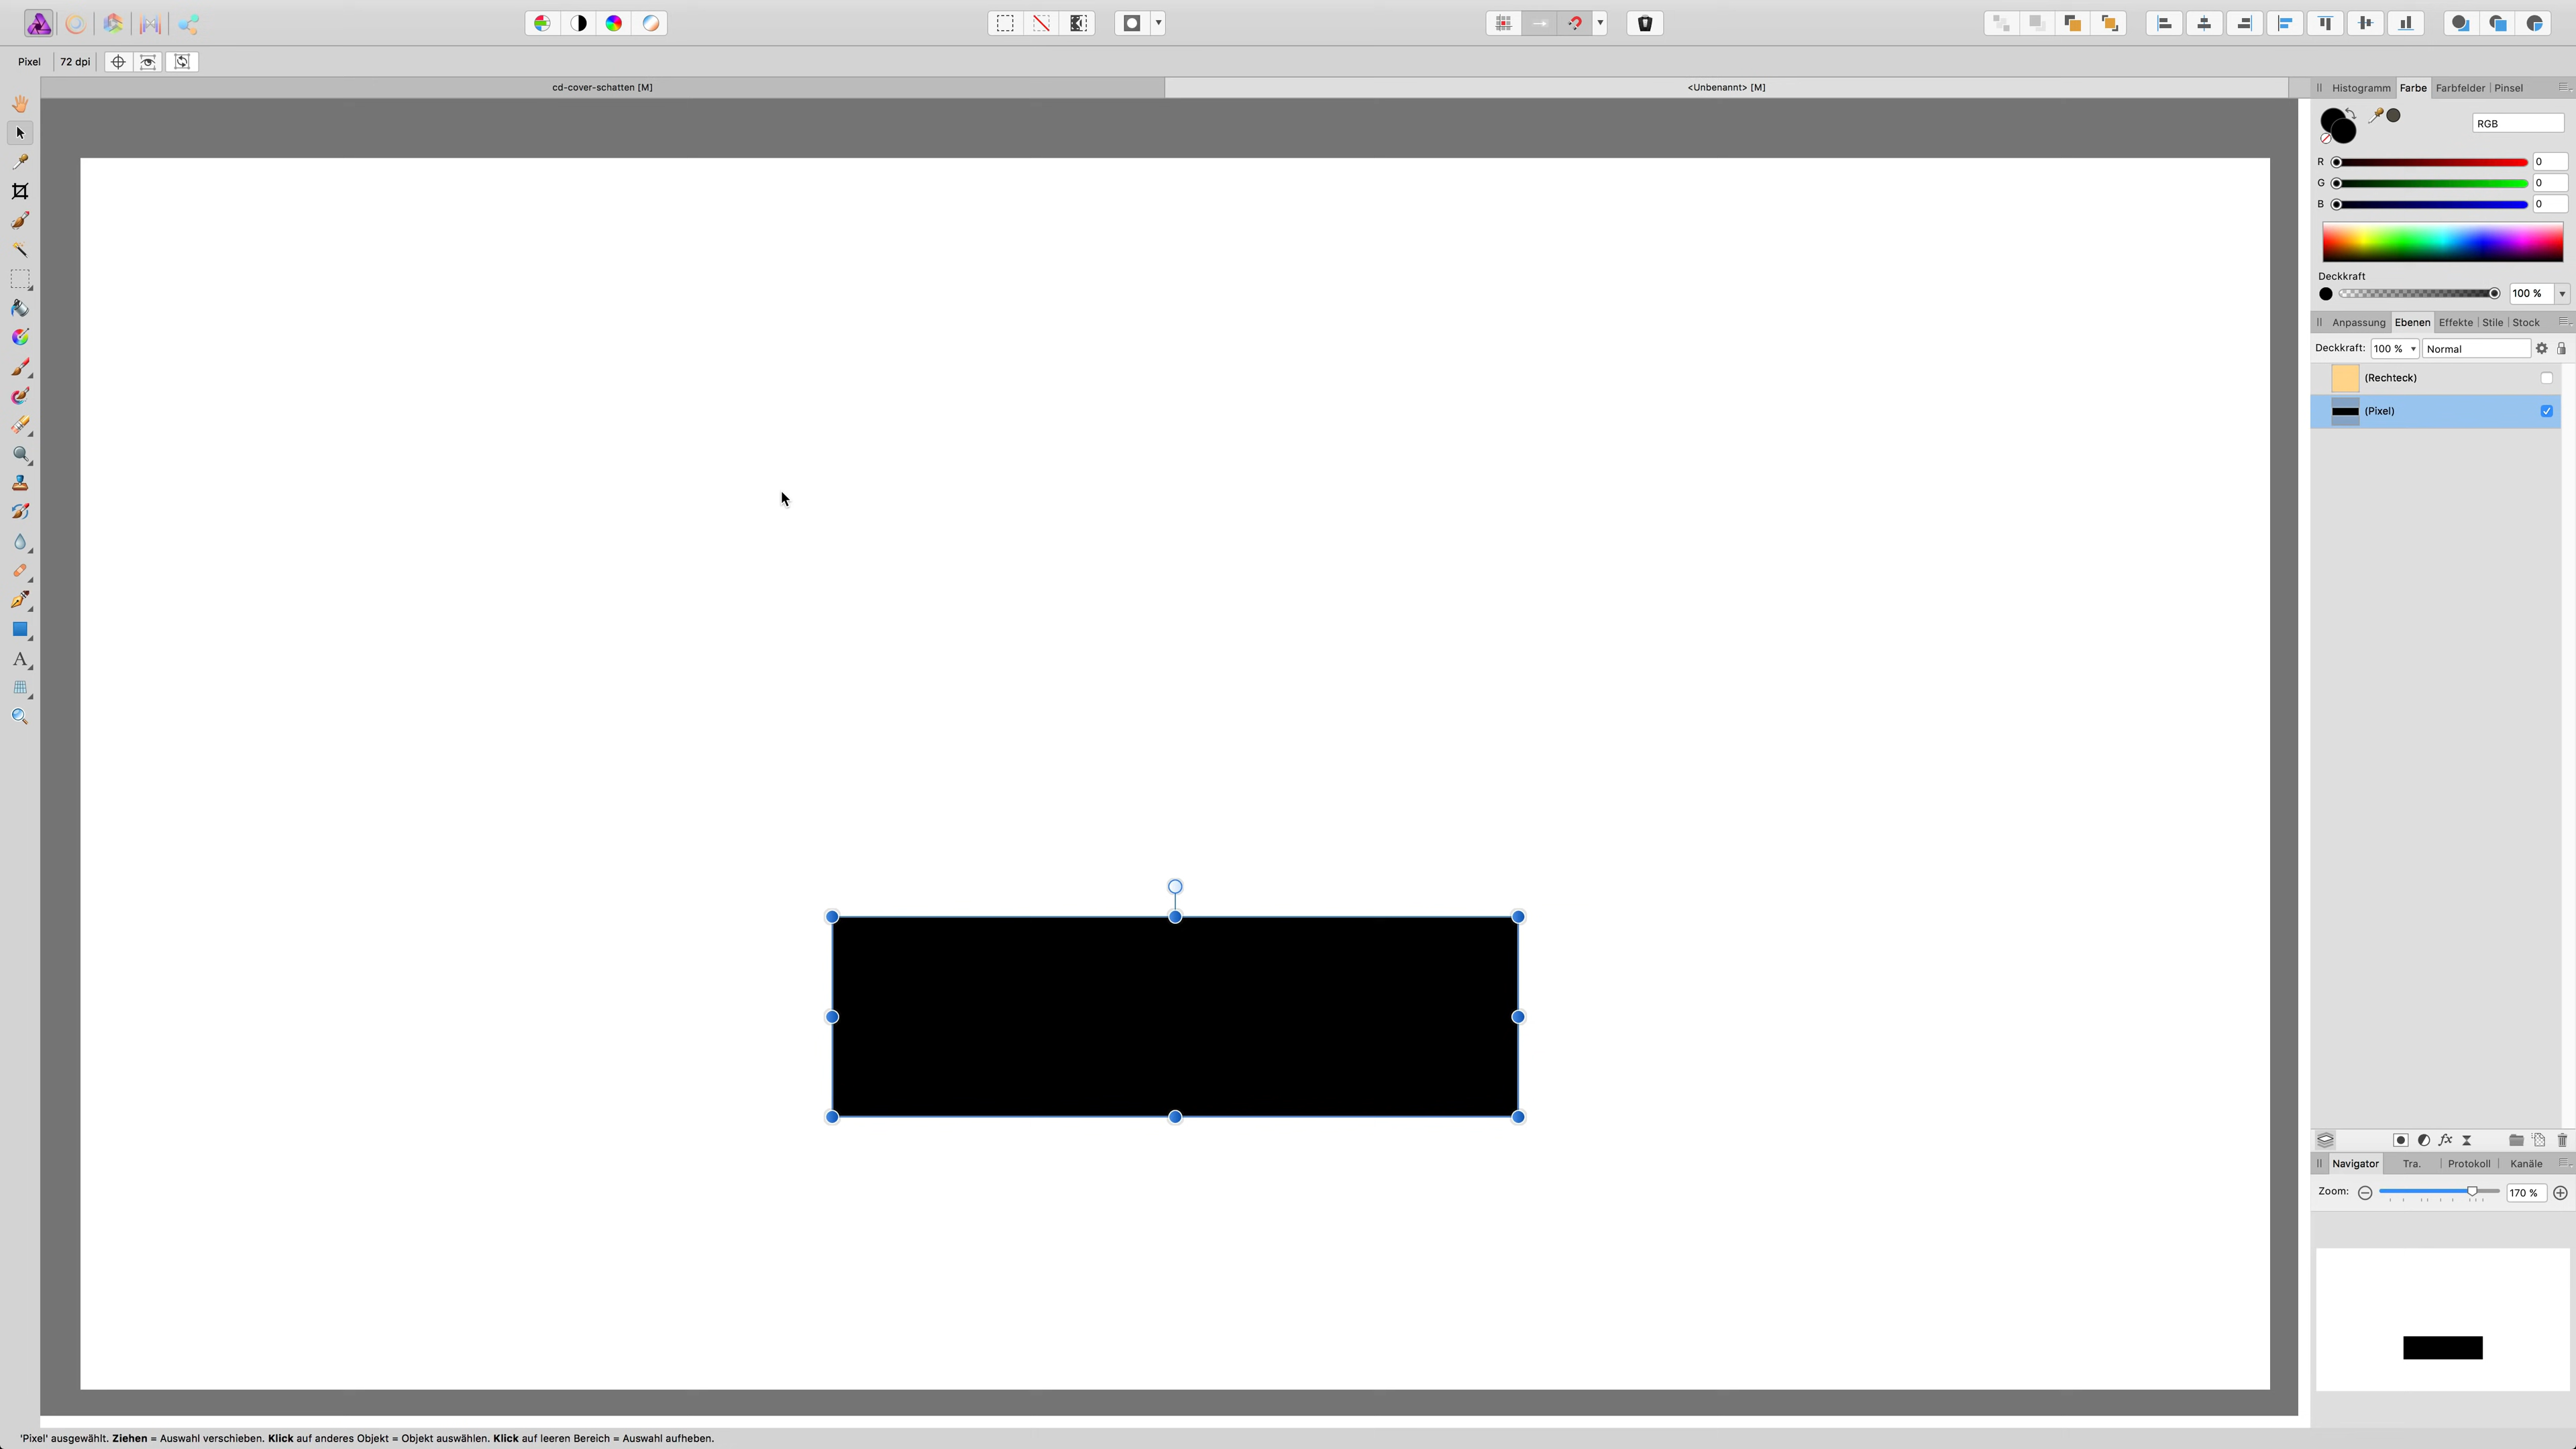 Pixel 72 dpi
cd-cover-schatten [M] <Unbenannt> [M]
Histogramm Farbe Farbfelder Pinsel
RGB
R 0
G 0
B 0
Deckkraft
100 %
Anpassung Ebenen Effekte Stile Stock
Deckkraft: 100 % Normal
(Rechteck)
(Pixel)
A
fx
Navigator Tra. Protokoll Kanäle
Zoom: 170 %
'Pixel' ausgewählt. Ziehen = Auswahl verschieben. Klick auf anderes Objekt = Objekt auswählen. Klick auf leeren Bereich = Auswahl aufheben.